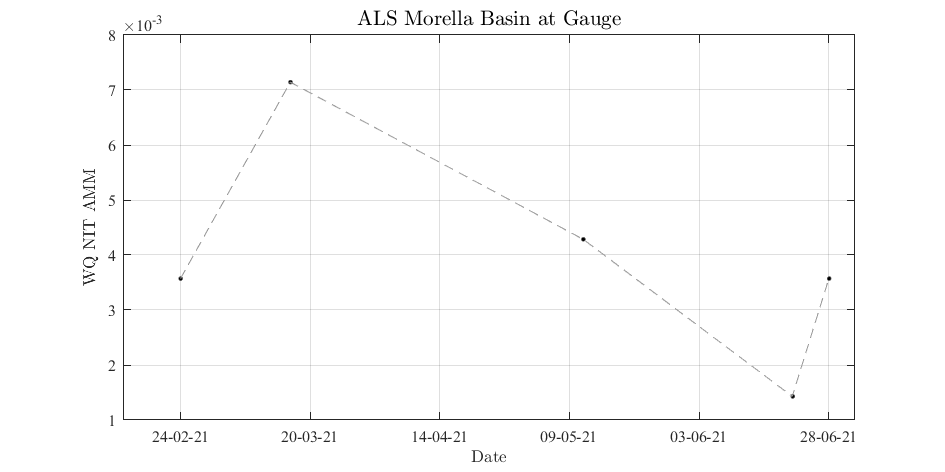 ALS Morella Basin at Gauge
×10-3
8
7
6
5
4
3
2
1
WQ NIT AMM
24-02-21 20-03-21 14-04-21 09-05-21 03-06-21 28-06-21
Date